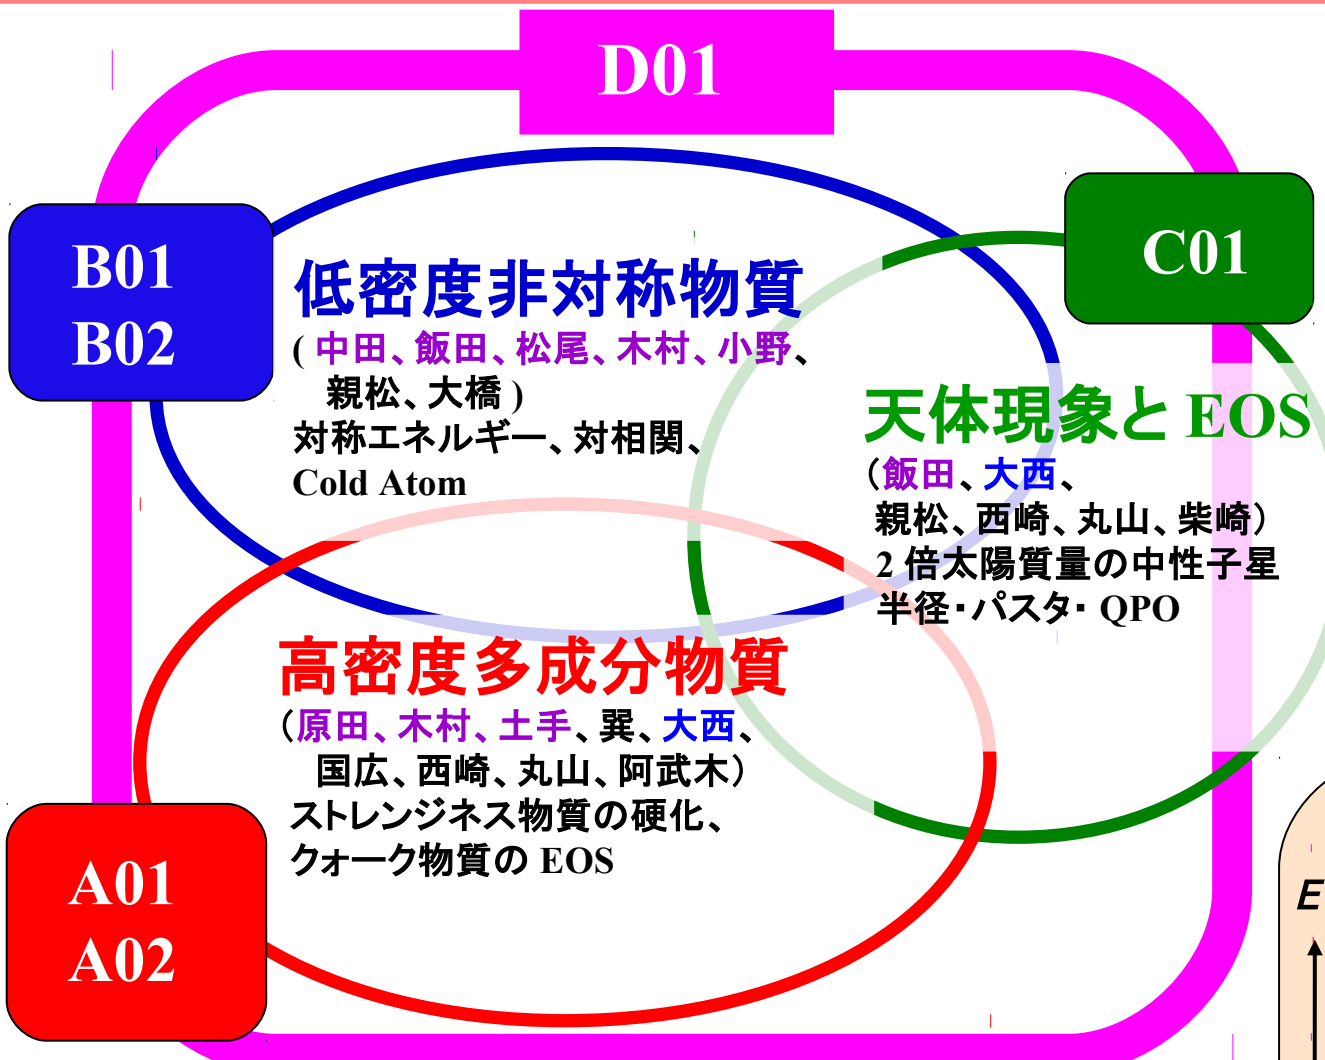 D01
B01
B02
C01
低密度非対称物質
( 中田、飯田、松尾、木村、小野、
親松、大橋 )
対称エネルギー、対相関、
Cold Atom
天体現象と EOS
（飯田、大西、
親松、西崎、丸山、柴崎）
2 倍太陽質量の中性子星
半径・パスタ・ QPO
高密度多成分物質
（原田、木村、土手、巽、大西、
国広、西崎、丸山、阿武木）
ストレンジネス物質の硬化、
クォーク物質の EOS
A01
A02
E